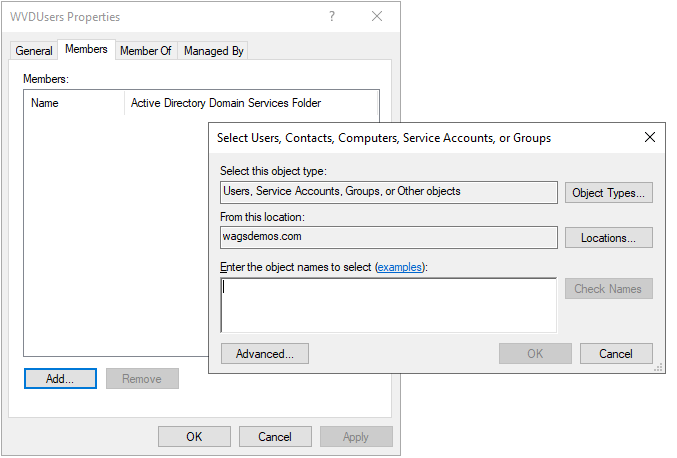 WVDUsers Properties
?
General
Members
Member Of
Managed By
Members:
Name
Active Directory Domain Services Folder
Select Users, Contacts, Computers, Service Accounts, or Groups
Select this object type:
Users, Service Accounts, Groups, or Other objects
Object Types...
From this location:
wagsdemos.com
Locations...
Enter the object names to select (examples):
Check Names
Advanced...
OK
Cancel
Add...
Remove
OK
Cancel
Apply